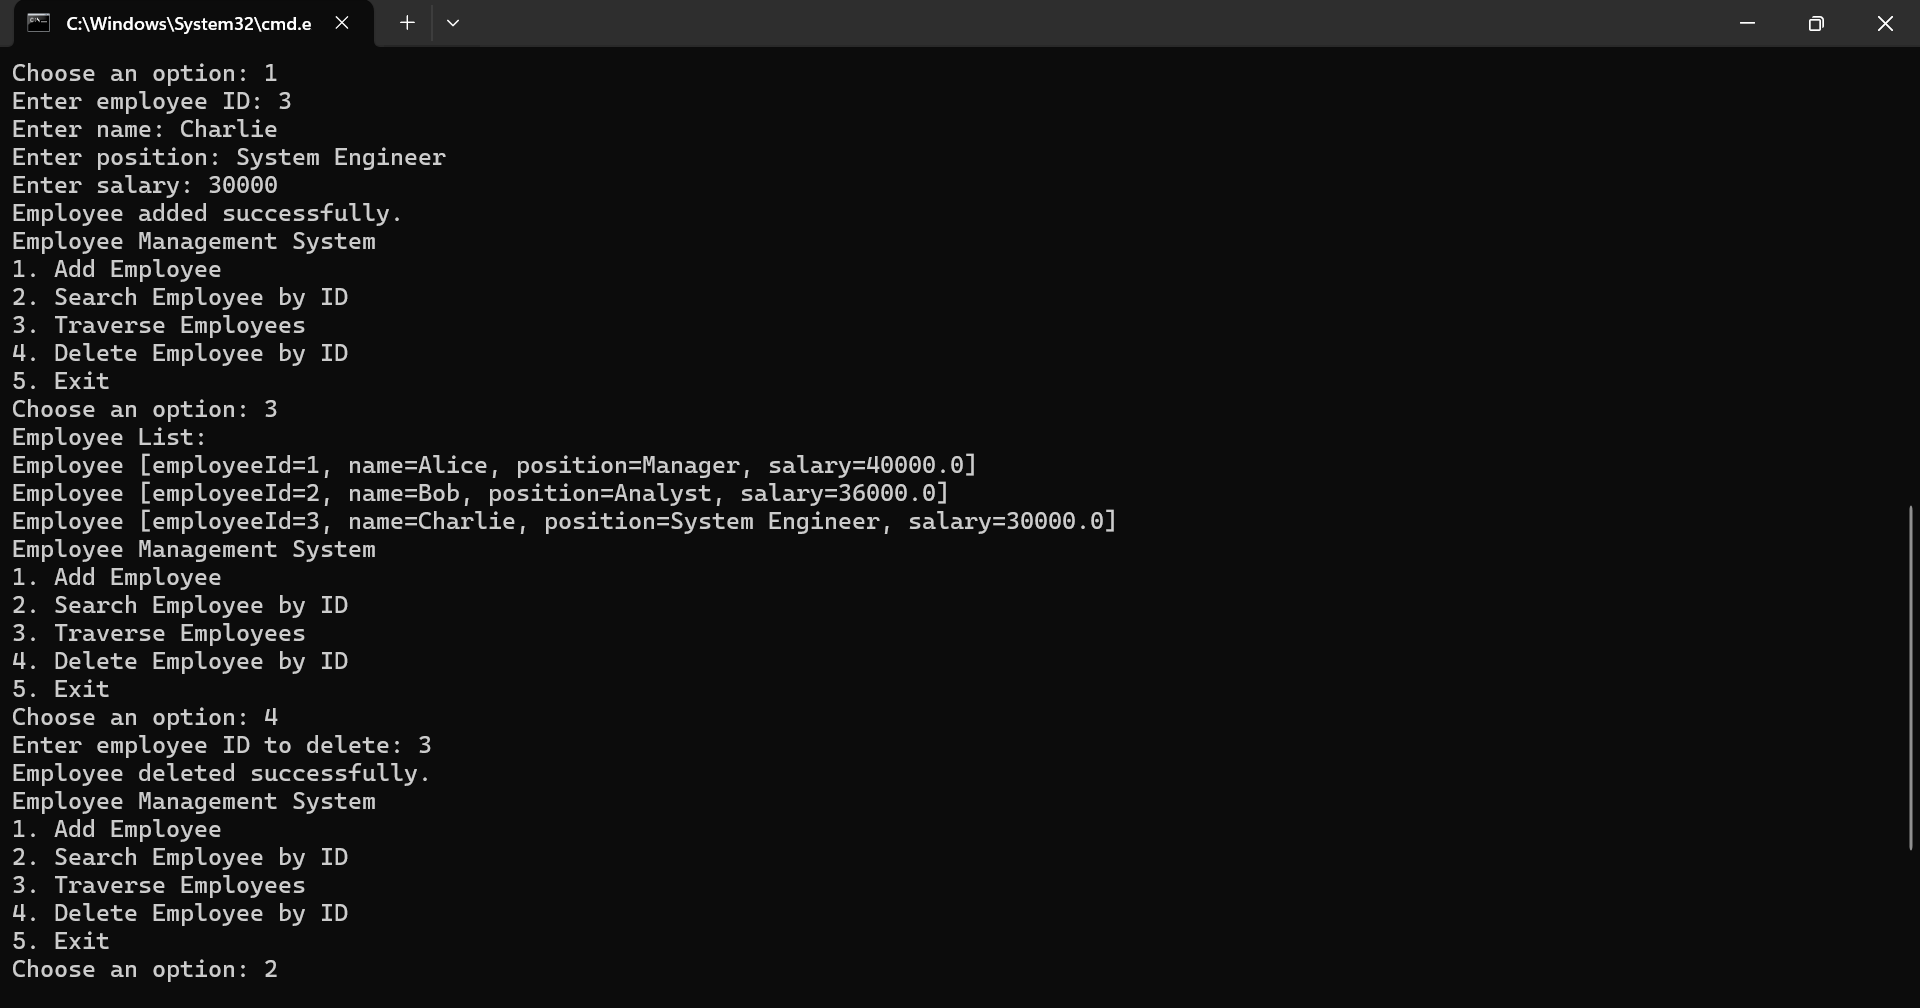 C:\Windows\System32\cmd.e
Choose an option: 1
Enter employee ID: 3
Enter name: Charlie
Enter position: System Engineer
Enter salary: 30000
Employee added successfully.
Employee Management System
1. Add Employee
2. Search Employee by ID
3. Traverse Employees
4. Delete Employee by ID
5. Exit
Choose an option: 3
Employee List:
Employee [employeeId=1, name=Alice, position=Manager, salary=40000.0]
Employee [employeeId=2, name=Bob, position=Analyst, salary=36000.0]
Employee [employeeId=3, name=Charlie, position=System Engineer, salary=30000.0]
Employee Management System
1. Add Employee
2. Search Employee by ID
3. Traverse Employees
4. Delete Employee by ID
5. Exit
Choose an option: 4
Enter employee ID to delete: 3
Employee deleted successfully.
Employee Management System
1. Add Employee
2. Search Employee by ID
3. Traverse Employees
4. Delete Employee by ID
5. Exit
Choose an option: 2